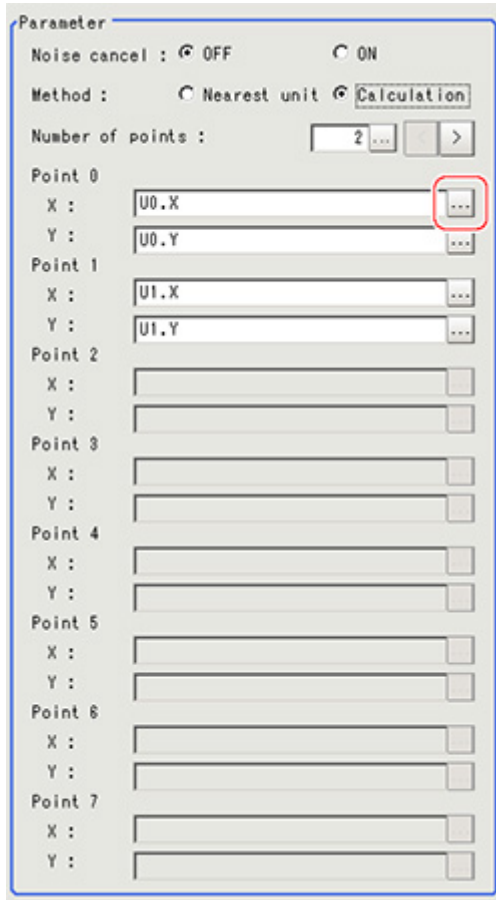 Parameter
Noise cancel : OFF ON
Method : Nearest unit Calculation
Number of points : 2 ... < >
Point 0
X : U0.X ...
Y : U0.Y ...
Point 1
X : U1.X ...
Y : U1.Y ...
Point 2
X : ...
Y : ...
Point 3
X : ...
Y : ...
Point 4
X : ...
Y : ...
Point 5
X : ...
Y : ...
Point 6
X : ...
Y : ...
Point 7
X : ...
Y : ...